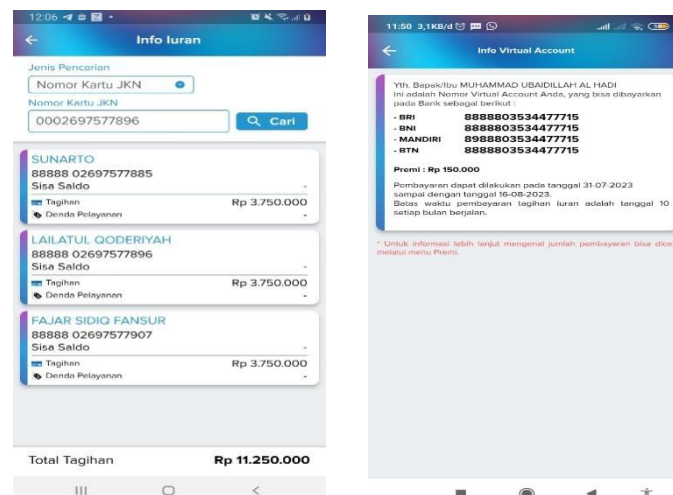 12:06
Info Iuran
Jenis Pencarian
Nomor Kartu JKN
Nomor Kartu JKN
0002697577896
Cari
SUNARTO
88888 02697577885
Sisa Saldo -
Tagihan Rp 3.750.000
Denda Pelayanan -
LAILATUL QODERIYAH
88888 02697577896
Sisa Saldo -
Tagihan Rp 3.750.000
Denda Pelayanan -
FAJAR SIDIQ FANSUR
88888 02697577907
Sisa Saldo -
Tagihan Rp 3.750.000
Denda Pelayanan -
Total Tagihan Rp 11.250.000
11:50 3,1KB/d
Info Virtual Account
Yth. Bapak/Ibu MUHAMMAD UBAIDILLAH AL HADI
Ini adalah Nomor Virtual Account Anda, yang bisa dibayarkan
pada Bank sebagai berikut :
- BRI 8888803534477715
- BNI 8888803534477715
- MANDIRI 8988803534477715
- BTN 8888803534477715
Premi : Rp 150.000
Pembayaran dapat dilakukan pada tanggal 31-07-2023
sampai dengan tanggal 16-08-2023.
Batas waktu pembayaran tagihan iuran adalah tanggal 10
setiap bulan berjalan.
* Untuk informasi lebih lanjut mengenai jumlah pembayaran bisa dice
melalui menu Premi.